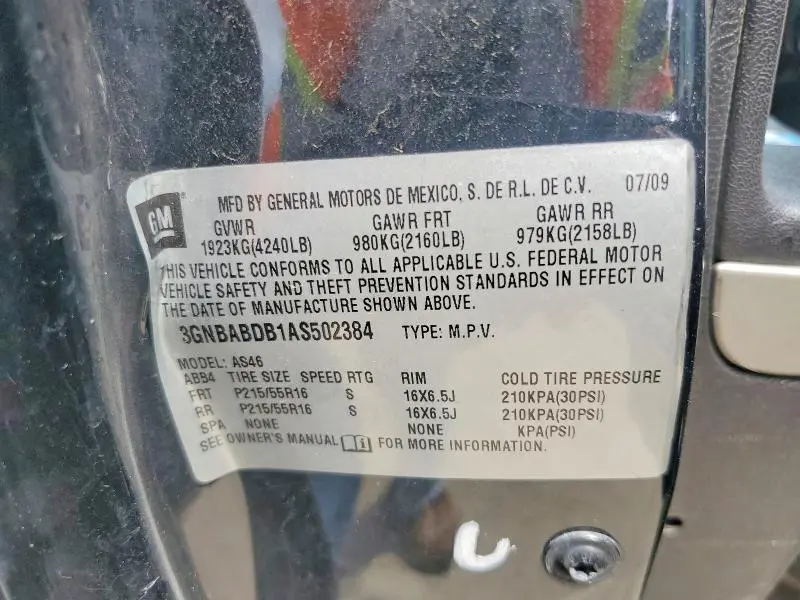 GM
MFD BY GENERAL MOTORS DE MEXICO, S. DE R.L. DE C.V. 07/09
GVWR GAWR FRT GAWR RR
1923KG(4240LB) 980KG(2160LB) 979KG(2158LB)
THIS VEHICLE CONFORMS TO ALL APPLICABLE U.S. FEDERAL MOTOR
VEHICLE SAFETY AND THEFT PREVENTION STANDARDS IN EFFECT ON
THE DATE OF MANUFACTURE SHOWN ABOVE.
3GNBABDB1AS502384 TYPE: M.P.V.
MODEL: AS46
ABB4 TIRE SIZE SPEED RTG RIM COLD TIRE PRESSURE
FRT P215/55R16 S 16X6.5J 210KPA(30PSI)
RR P215/55R16 S 16X6.5J 210KPA(30PSI)
SPA NONE NONE KPA(PSI)
SEE OWNER'S MANUAL FOR MORE INFORMATION.